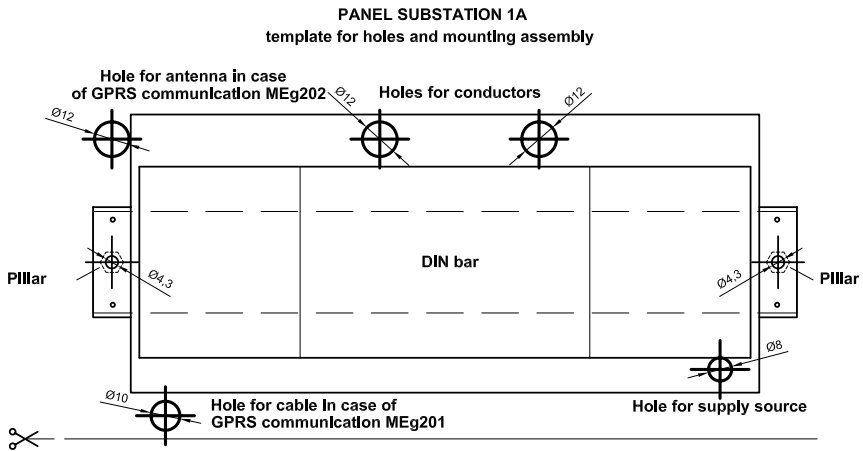 PANEL SUBSTATION 1A
template for holes and mounting assembly
Hole for antenna in case
of GPRS communication MEg202
Holes for conductors
Ø12
Ø12
Ø12
DIN bar
Pillar
Ø4,3
Ø4,3
Pillar
Ø8
Ø10
Hole for cable in case of
GPRS communication MEg201
Hole for supply source